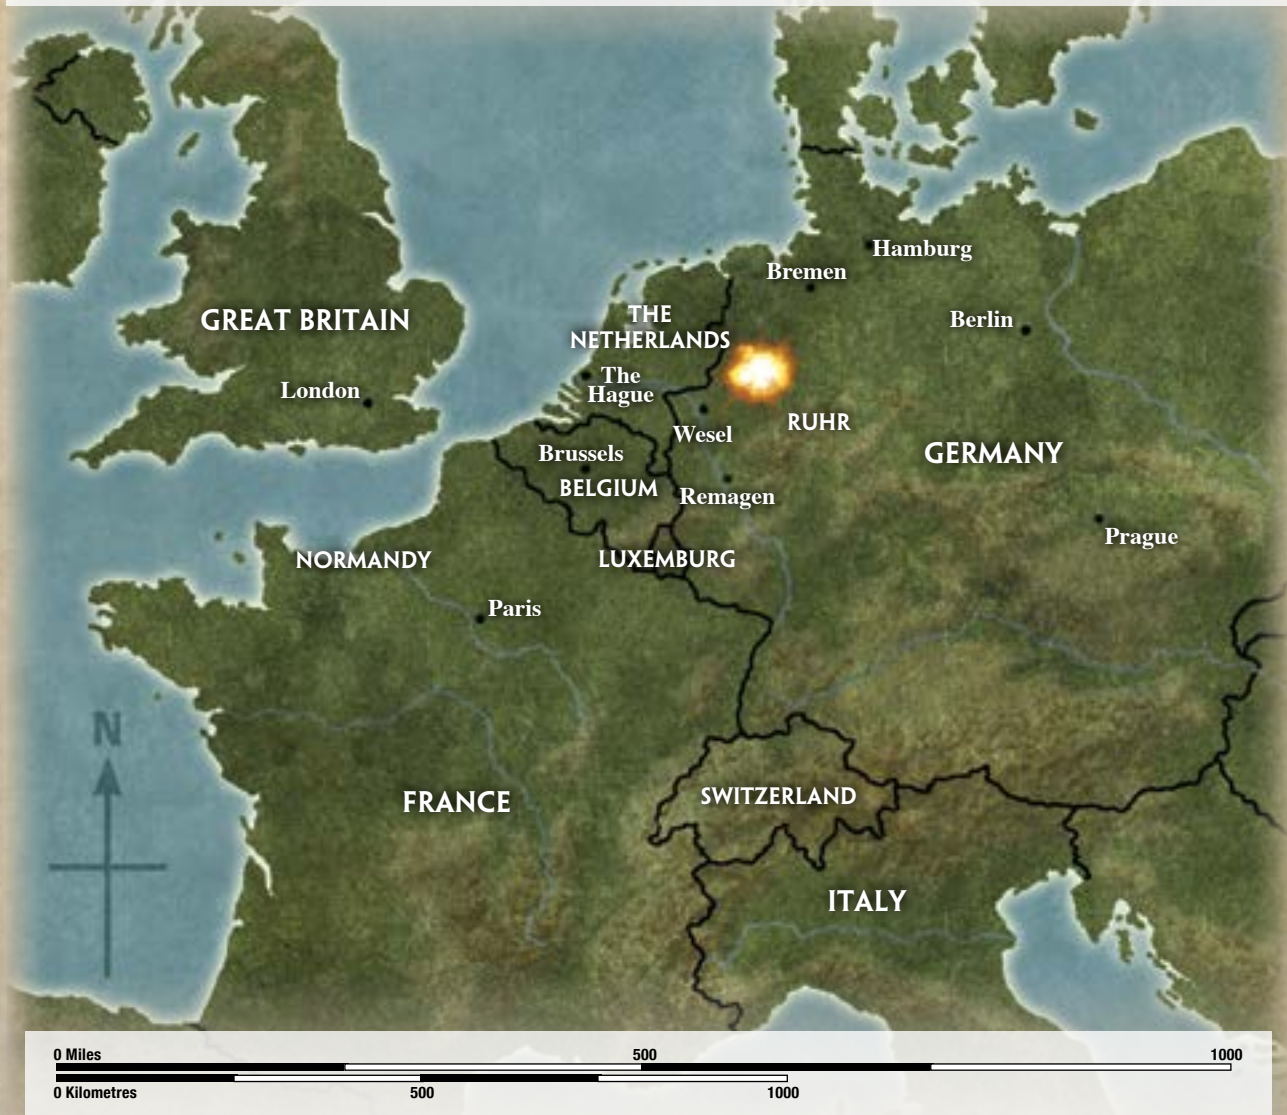 Hamburg
Bremen
GREAT BRITAIN
THE
NETHERLANDS
Berlin
London
The
Hague
RUHR
Wesel
GERMANY
Brussels
BELGIUM
Remagen
Prague
NORMANDY
LUXEMBURG
Paris
N
SWITZERLAND
FRANCE
ITALY
0 Miles 500 1000
0 Kilometres 500 1000